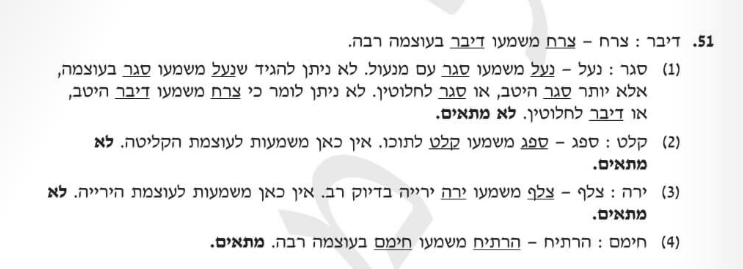 51. דיבר : צרח – צרח משמעו דיבר בעוצמה רבה.
(1) סגר : נעל – נעל משמעו סגר עם מנעול. לא ניתן להגיד שנעל משמעו סגר בעוצמה,
אלא יותר סגר היטב, או סגר לחלוטין. לא ניתן לומר כי צרח משמעו דיבר היטב,
או דיבר לחלוטין. לא מתאים.
(2) קלט : ספג – ספג משמעו קלט לתוכו. אין כאן משמעות לעוצמת הקליטה. לא
מתאים.
(3) ירה : צלף – צלף משמעו ירה ירייה בדיוק רב. אין כאן משמעות לעוצמת הירייה. לא
מתאים.
(4) חימם : הרתיח – הרתיח משמעו חימם בעוצמה רבה. מתאים.